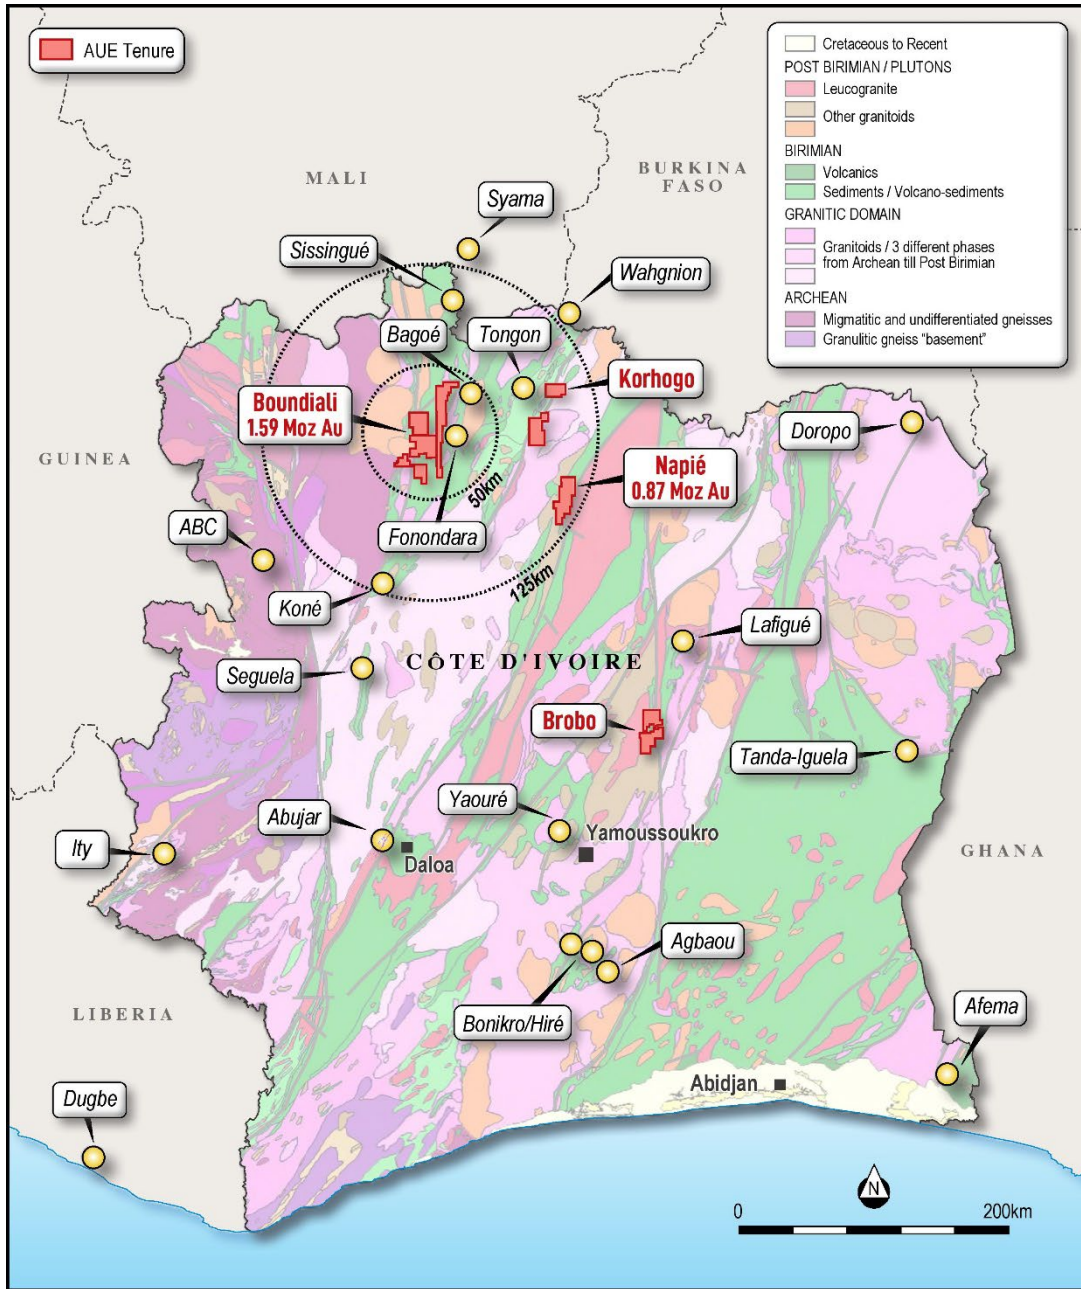 AUE Tenure
Cretaceous to Recent
POST BIRIMIAN / PLUTONS
Leucogranite
Other granitoids
BIRIMIAN
Volcanics
Sediments / Volcano-sediments
GRANITIC DOMAIN
Granitoids / 3 different phases
from Archean till Post Birimian
ARCHEAN
Migmatitic and undifferentiated gneisses
Granulitic gneiss "basement"
MALI
BURKINA
FASO
Syama
Sissingué
Wahgnion
Bagoé
Tongon
Korhogo
Boundiali
1.59 Moz Au
Doropo
GUINEA
Napié
0.87 Moz Au
50km
ABC
Fonondara
125km
Koné
Lafigué
CÔTE D'IVOIRE
Seguela
Brobo
Tanda-Iguela
Yaouré
Abujar
Yamoussoukro
Ity
Daloa
GHANA
Agbaou
LIBERIA
Bonikro/Hiré
Afema
Abidjan
Dugbe
N
0
200km